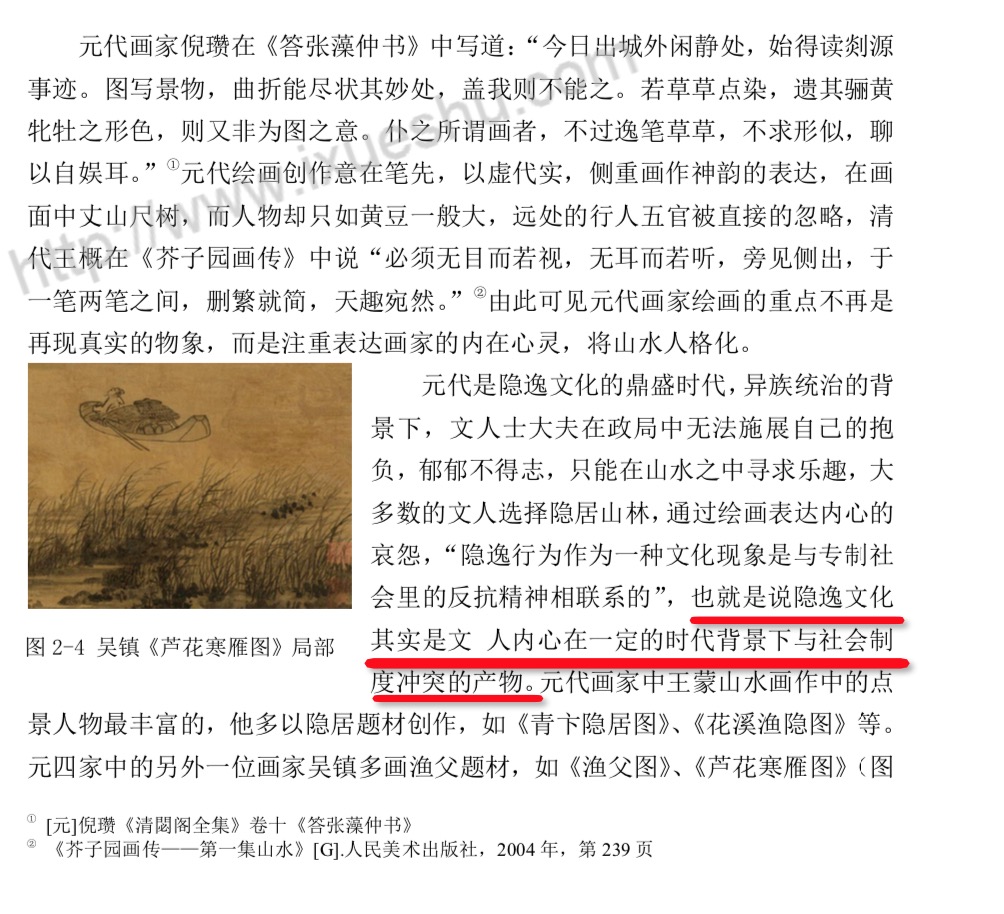 元代画家倪瓒在《答张藻仲书》中写道：“今日出城外闲静处，始得读剡源
事迹。图写景物，曲折能尽状其妙处，盖我则不能之。若草草点染，遗其骊黄
牝牡之形色，则又非为图之意。仆之所谓画者，不过逸笔草草，不求形似，聊
以自娱耳。”①元代绘画创作意在笔先，以虚代实，侧重画作神韵的表达，在画
面中丈山尺树，而人物却只如黄豆一般大，远处的行人五官被直接的忽略，清
代王概在《芥子园画传》中说“必须无目而若视，无耳而若听，旁见侧出，于
一笔两笔之间，删繁就简，天趣宛然。”②由此可见元代画家绘画的重点不再是
再现真实的物象，而是注重表达画家的内在心灵，将山水人格化。
元代是隐逸文化的鼎盛时代，异族统治的背
景下，文人士大夫在政局中无法施展自己的抱
负，郁郁不得志，只能在山水之中寻求乐趣，大
多数的文人选择隐居山林，通过绘画表达内心的
哀怨，“隐逸行为作为一种文化现象是与专制社
会里的反抗精神相联系的”，也就是说隐逸文化
其实是文 人内心在一定的时代背景下与社会制
度冲突的产物。元代画家中王蒙山水画作中的点
图 2-4 吴镇《芦花寒雁图》局部
景人物最丰富的，他多以隐居题材创作，如《青卞隐居图》、《花溪渔隐图》等。
元四家中的另外一位画家吴镇多画渔父题材，如《渔父图》、《芦花寒雁图》（图
① [元]倪瓒《清閟阁全集》卷十《答张藻仲书》
② 《芥子园画传——第一集山水》[G].人民美术出版社，2004 年，第 239 页
http://www.ixueshu.com